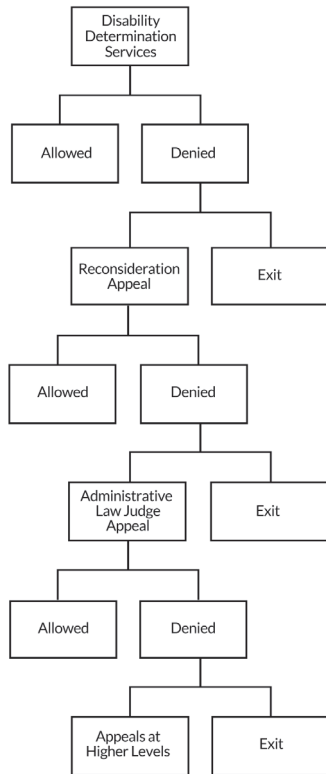 Disability
Determination
Services
Allowed
Denied
Reconsideration
Appeal
Exit
Allowed
Denied
Administrative
Law Judge
Appeal
Exit
Allowed
Denied
Appeals at
Higher Levels
Exit